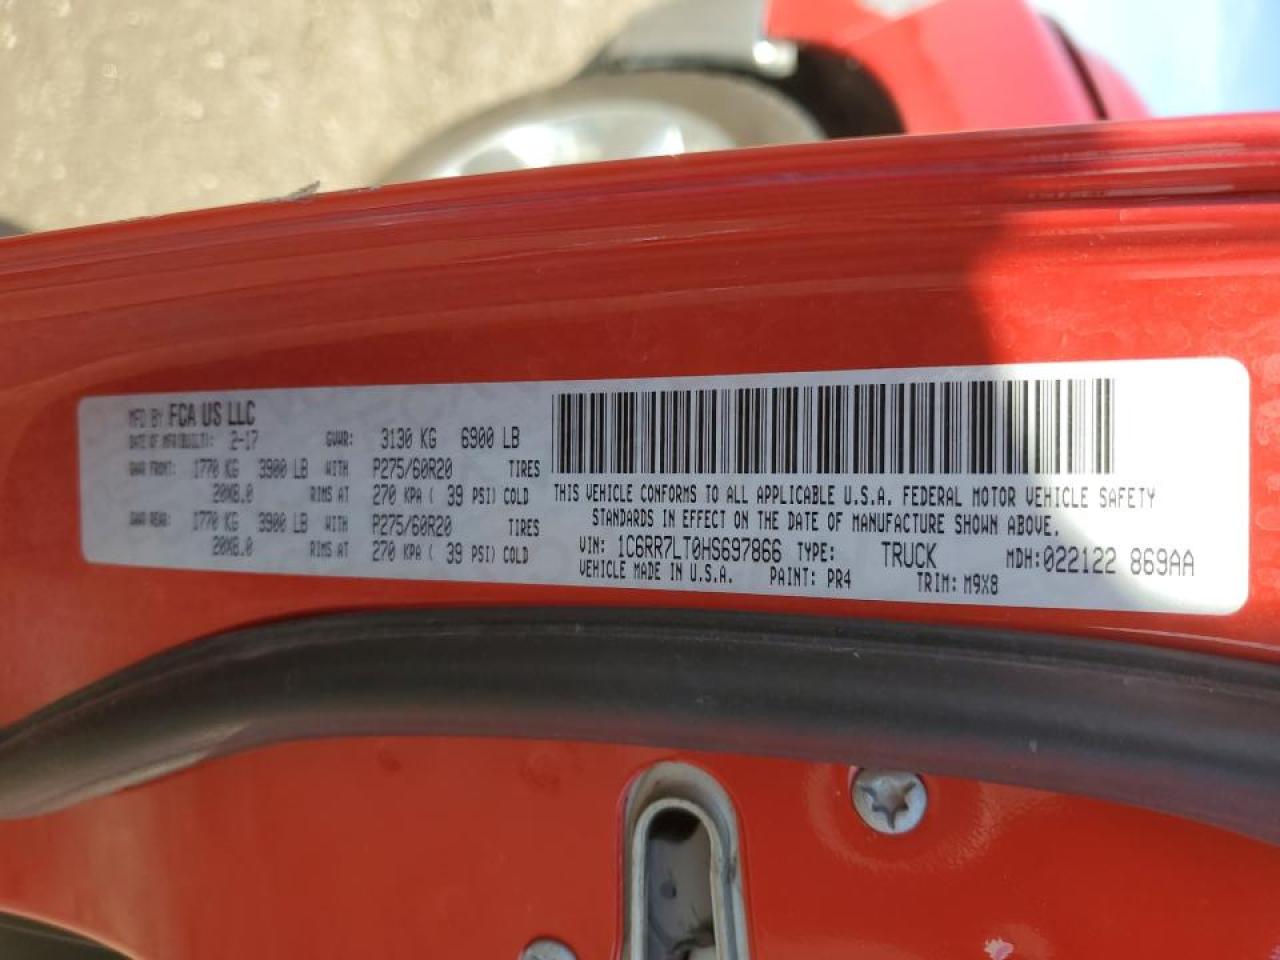 MFD BY FCA US LLC
DATE OF MFR(BUILT): 2-17 GVWR: 3130 KG 6900 LB
GAWR FRONT: 1770 KG 3900 LB WITH P275/60R20 TIRES
20X8.0 RIMS AT 270 KPA ( 39 PSI) COLD
GAWR REAR: 1770 KG 3900 LB WITH P275/60R20 TIRES
20X8.0 RIMS AT 270 KPA ( 39 PSI) COLD
THIS VEHICLE CONFORMS TO ALL APPLICABLE U.S.A. FEDERAL MOTOR VEHICLE SAFETY
STANDARDS IN EFFECT ON THE DATE OF MANUFACTURE SHOWN ABOVE.
VIN: 1C6RR7LT0HS697866 TYPE: TRUCK MDH:022122 869AA
VEHICLE MADE IN U.S.A. PAINT: PR4 TRIM: M9X8